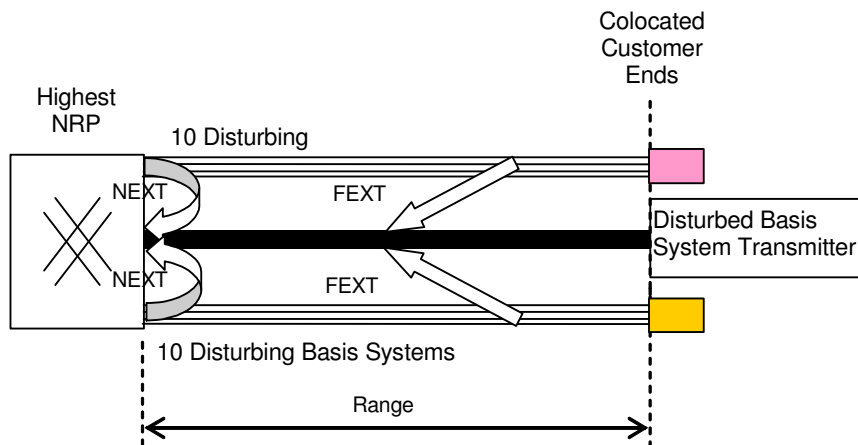 Colocated
Customer
Ends
Highest
NRP
10 Disturbing
NEXT
FEXT
Disturbed Basis
System Transmitter
NEXT
FEXT
10 Disturbing Basis Systems
Range